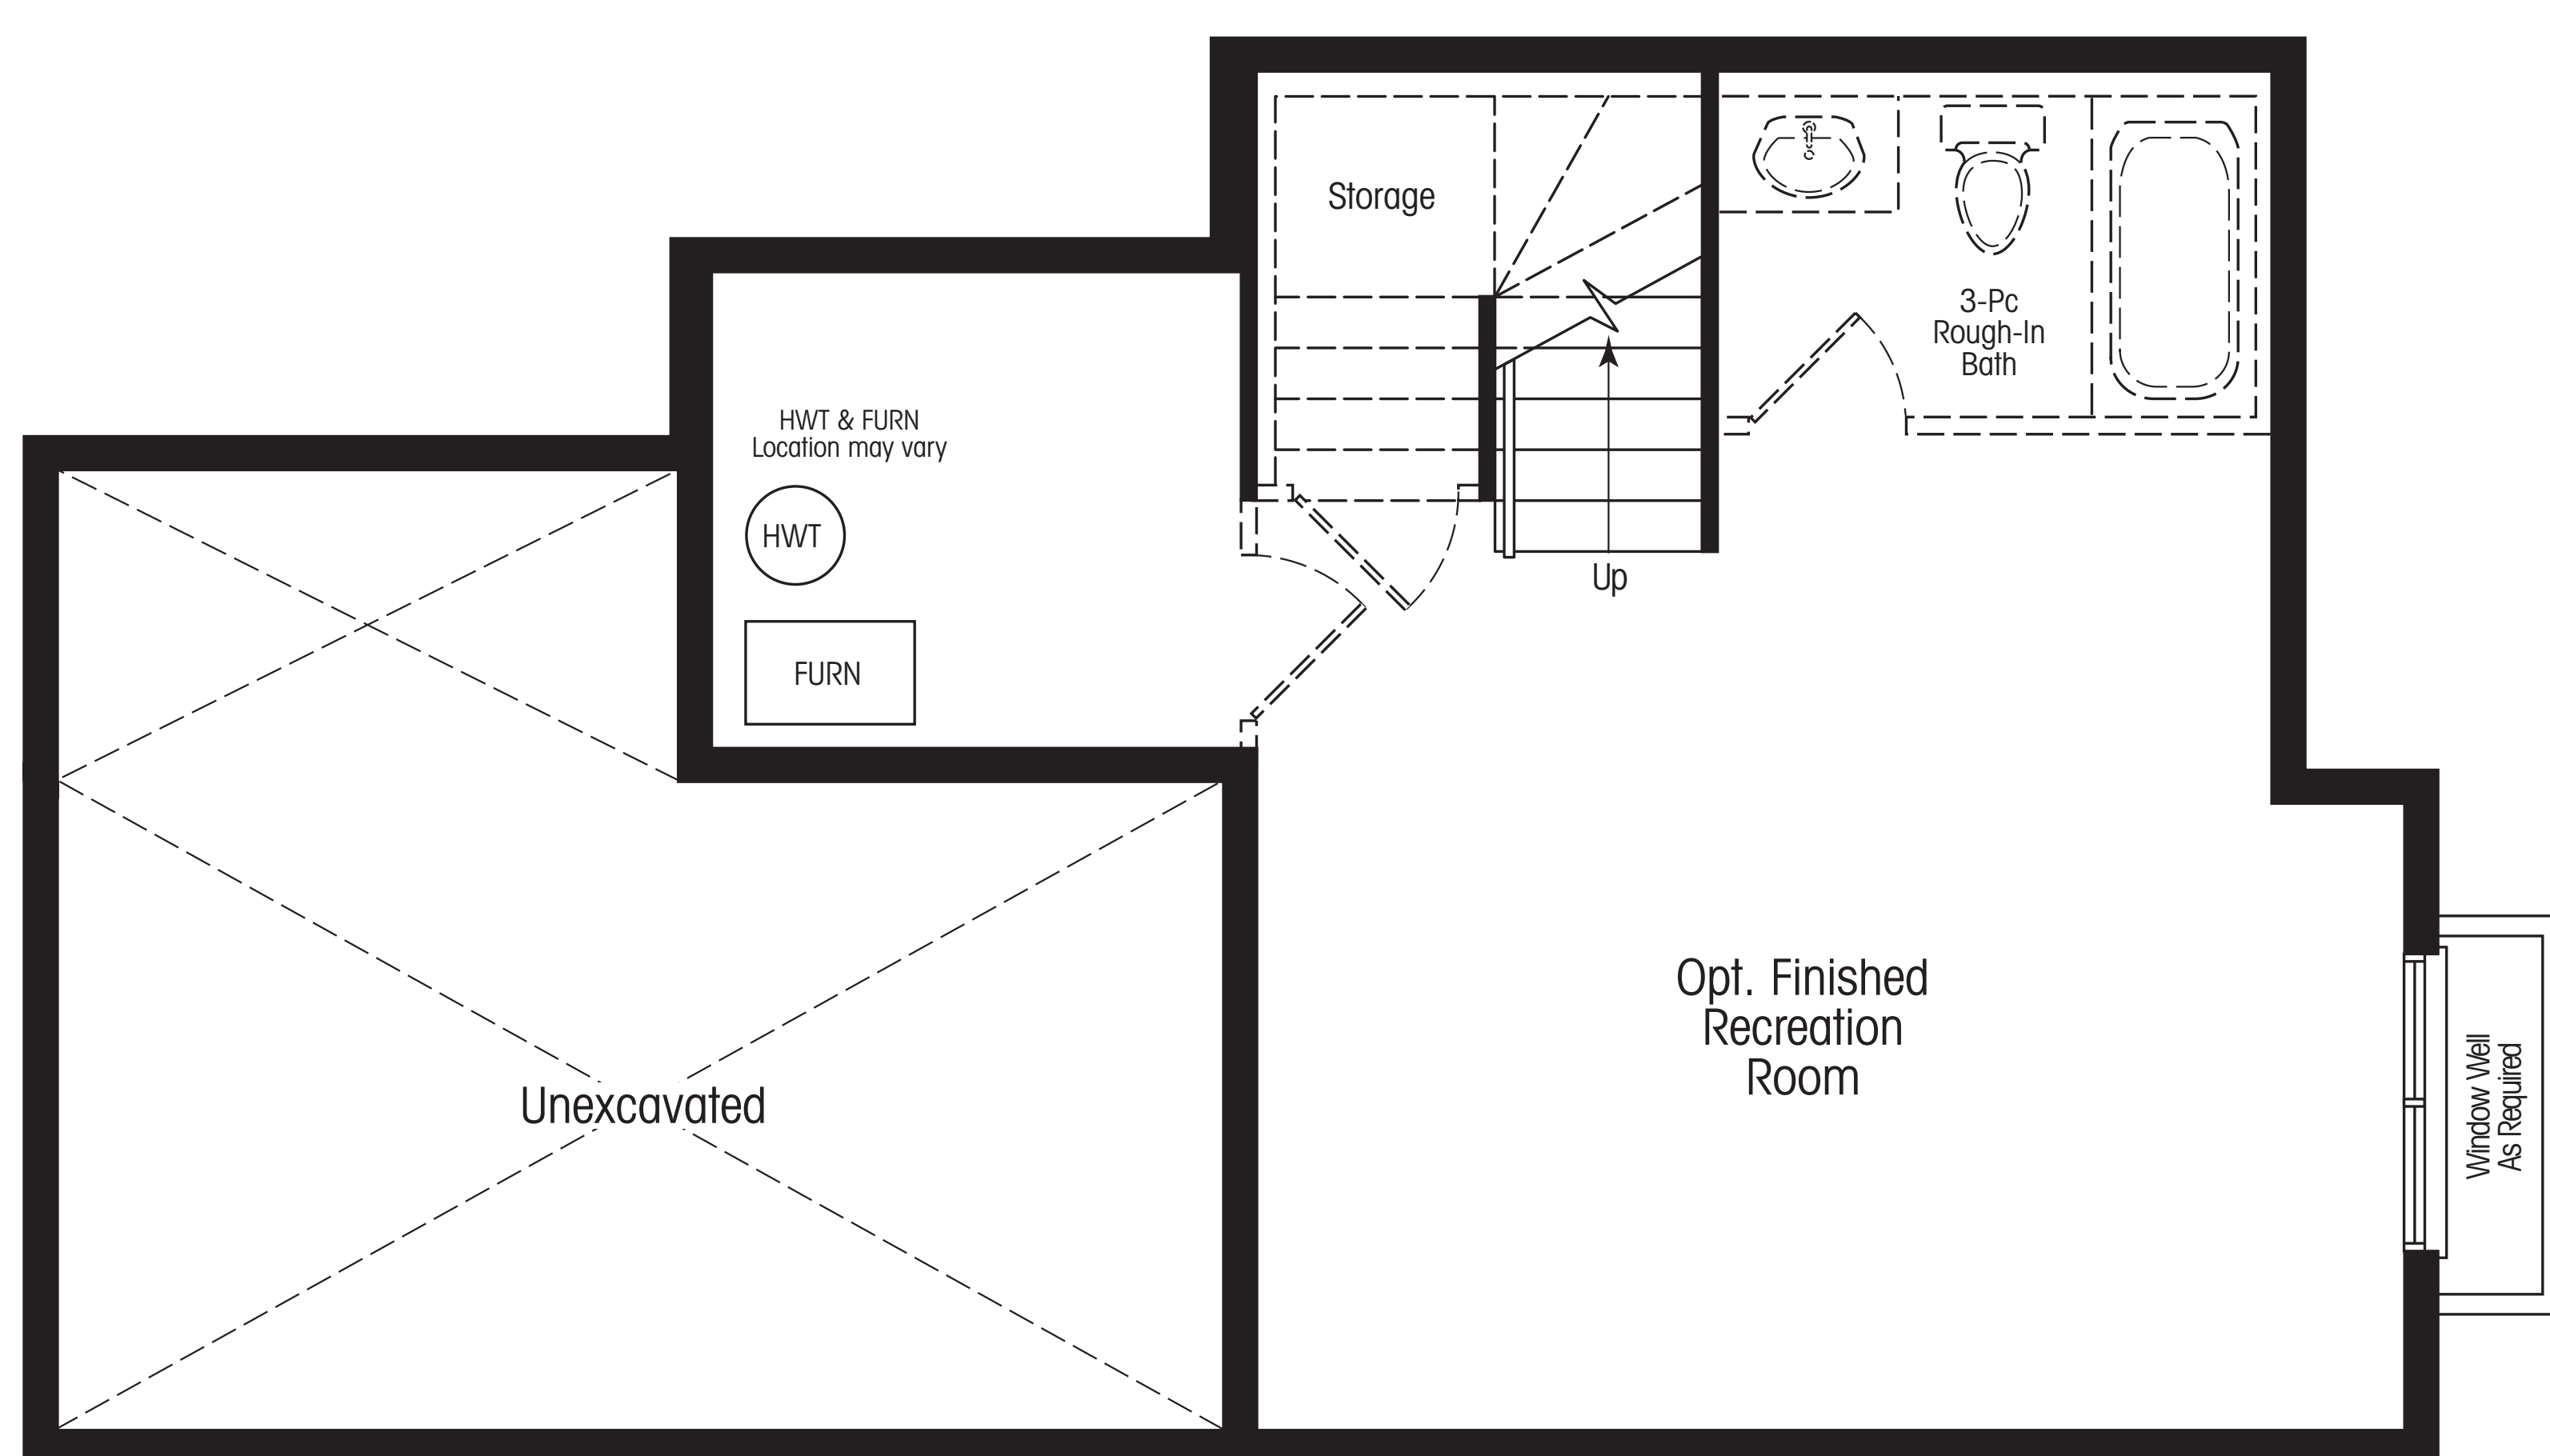 Storage
3-Pc
Rough-In
Bath
HWT & FURN
Location may vary
HWT
FURN
Up
Opt. Finished
Recreation
Room
Unexcavated
Window Well
As Required